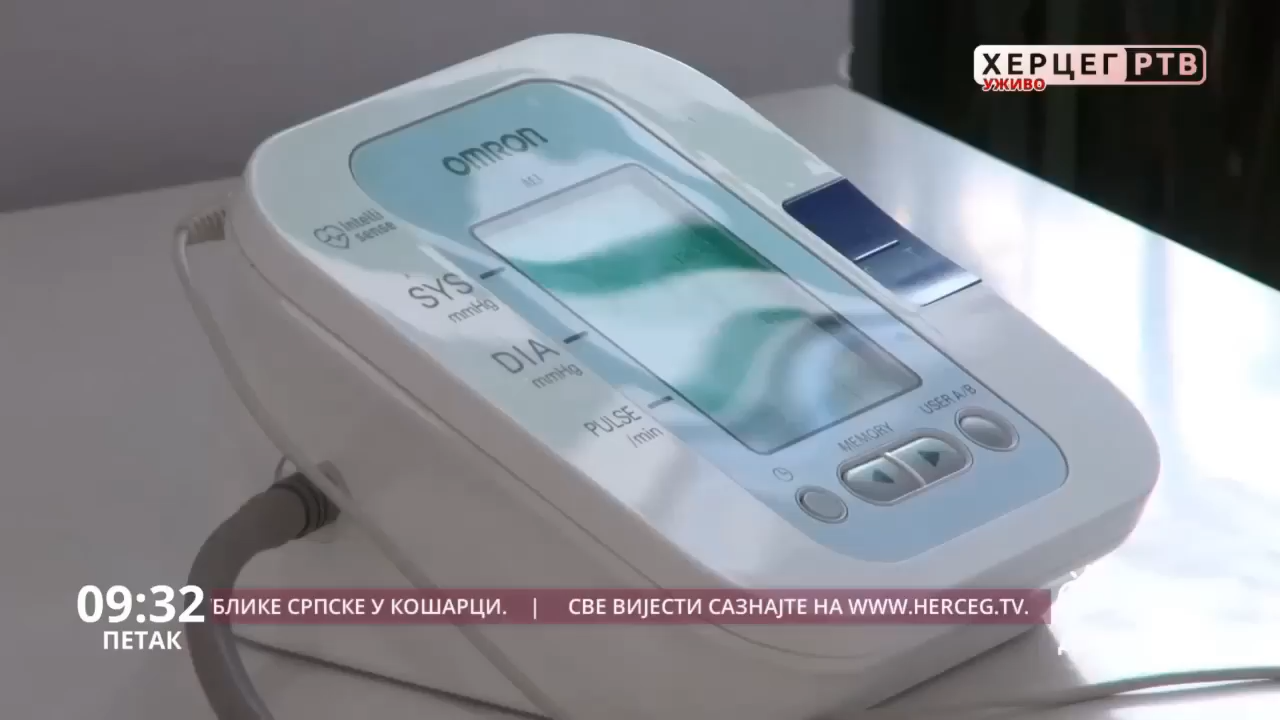 ХЕРЦЕГ РТВ
УЖИВО
OMRON
M3
intelli
sense
SYS
mmHg
DIA
mmHg
PULSE
/min
MEMORY
USER A/B
09:32
ПЕТАК
БЛИКЕ СРПСКЕ У КОШАРЦИ. | СВЕ ВИЈЕСТИ САЗНАЈТЕ НА WWW.HERCEG.TV.